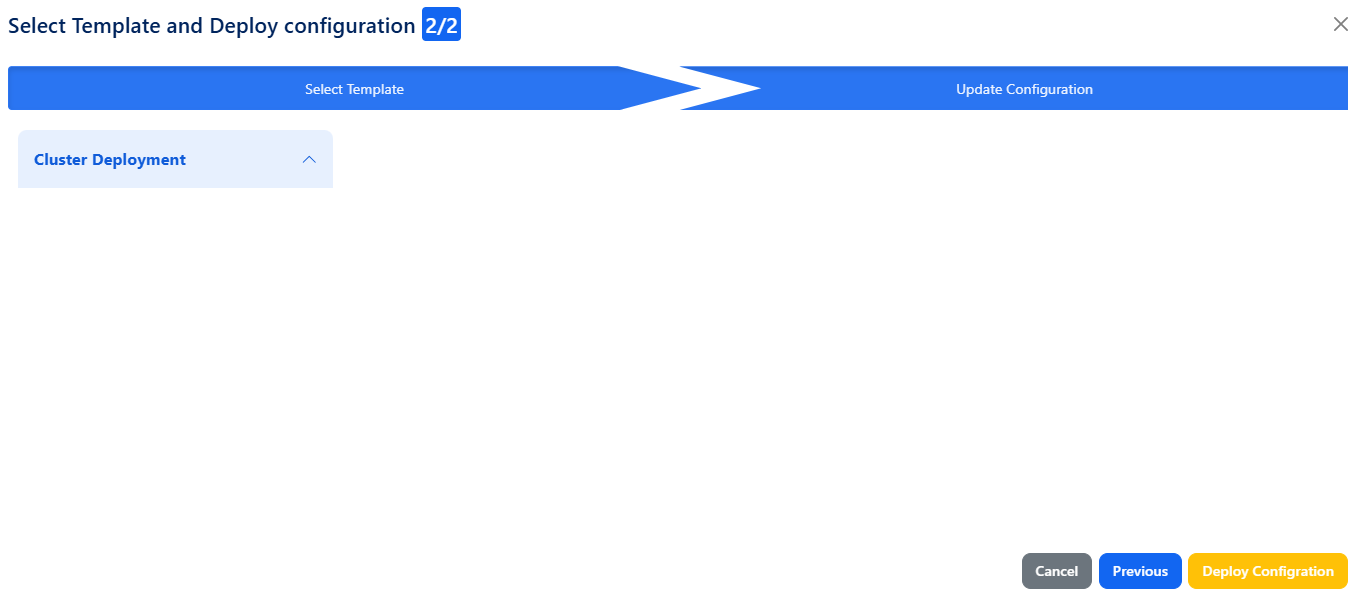 Select Template and Deploy configuration 2/2
Select Template
Update Configuration
Cluster Deployment
Cancel
Previous
Deploy Configration